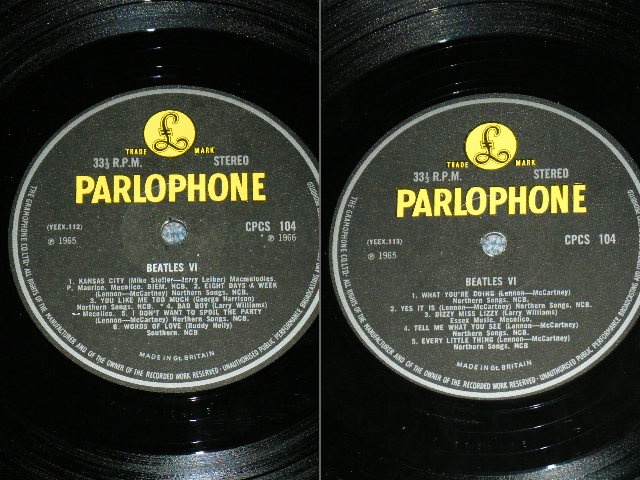 £
TRADE MARK
33⅓ R.P.M. STEREO
PARLOPHONE
(YEEX.112) CPCS 104
℗ 1965 ℗ 1966
BEATLES VI
1. KANSAS CITY (Mike Stoller—Jerry Leiber) Macmelodies.
P. Maurice. Mecolico. BIEM. NCB. 2. EIGHT DAYS A WEEK
(Lennon—McCartney) Northern Songs. NCB.
3. YOU LIKE ME TOO MUCH (George Harrison)
Northern Songs. NCB. * 4. BAD BOY (Larry Williams)
Mecolico. 5. I DON'T WANT TO SPOIL THE PARTY
(Lennon—McCartney) Northern Songs. NCB.
6. WORDS OF LOVE (Buddy Holly)
Southern. NCB
MADE IN Gt. BRITAIN
THE GRAMOPHONE CO. LTD. ALL RIGHTS OF THE MANUFACTURER AND OF THE OWNER OF THE RECORDED WORK RESERVED · UNAUTHORISED PUBLIC PERFORMANCE BROADCASTING AND
£
TRADE MARK
33⅓ R.P.M. STEREO
PARLOPHONE
(YEEX.113) CPCS 104
℗ 1965
BEATLES VI
1. WHAT YOU'RE DOING (Lennon—McCartney)
Northern Songs. NCB.
2. YES IT IS (Lennon—McCartney) Northern Songs. NCB.
3. DIZZY MISS LIZZY (Larry Williams)
Essex Music. Mecolico.
4. TELL ME WHAT YOU SEE (Lennon—McCartney)
Northern Songs. NCB.
5. EVERY LITTLE THING (Lennon—McCartney)
Northern Songs. NCB
MADE IN Gt. BRITAIN
THE GRAMOPHONE CO. LTD. ALL RIGHTS OF THE MANUFACTURER AND OF THE OWNER OF THE RECORDED WORK RESERVED · UNAUTHORISED PUBLIC PERFORMANCE BROADCASTING AND